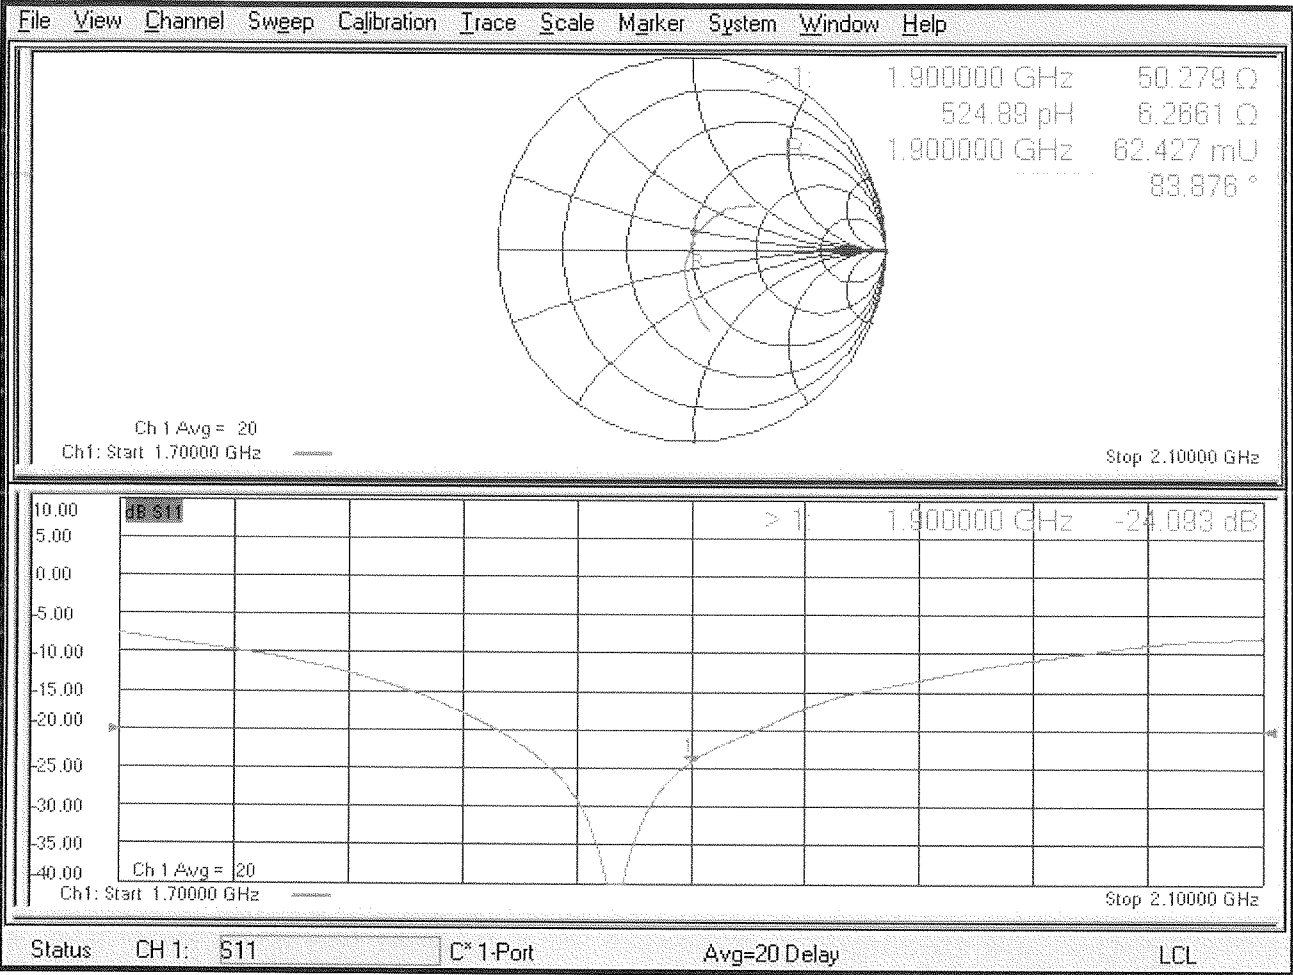 File View Channel Sweep Calibration Trace Scale Marker System Window Help
> 1: 1.900000 GHz 50.279 Ω
524.89 pH 6.2661 Ω
R: 1.900000 GHz 62.427 mU
83.876 °
R
Ch 1 Avg = 20
Ch1: Start 1.70000 GHz
Stop 2.10000 GHz
10.00
dB S11
> 1: 1.900000 GHz -24.093 dB
5.00
0.00
-5.00
-10.00
-15.00
-20.00
1
-25.00
-30.00
-35.00
-40.00
Ch 1 Avg = 20
Ch1: Start 1.70000 GHz
Stop 2.10000 GHz
Status CH 1: S11 C* 1-Port Avg=20 Delay LCL